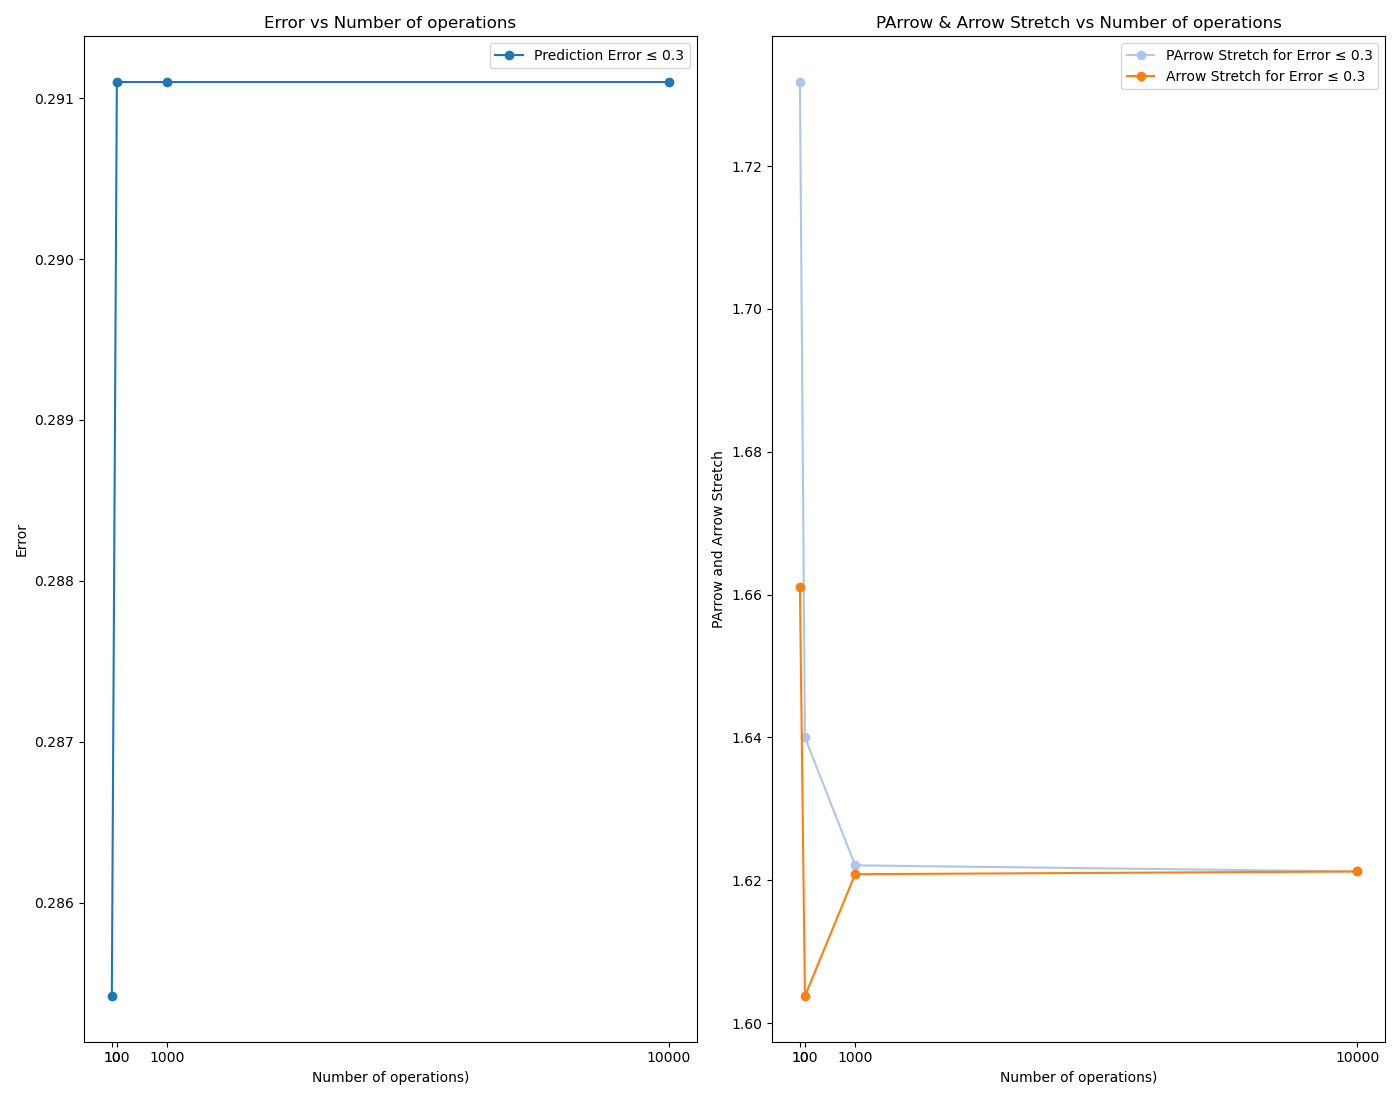 Error vs Number of operations
Prediction Error ≤ 0.3
0.291
0.290
0.289
0.288
0.287
0.286
Error
10
100
1000
10000
Number of operations)
PArrow & Arrow Stretch vs Number of operations
PArrow Stretch for Error ≤ 0.3
Arrow Stretch for Error ≤ 0.3
1.72
1.70
1.68
1.66
1.64
1.62
1.60
PArrow and Arrow Stretch
10
100
1000
10000
Number of operations)